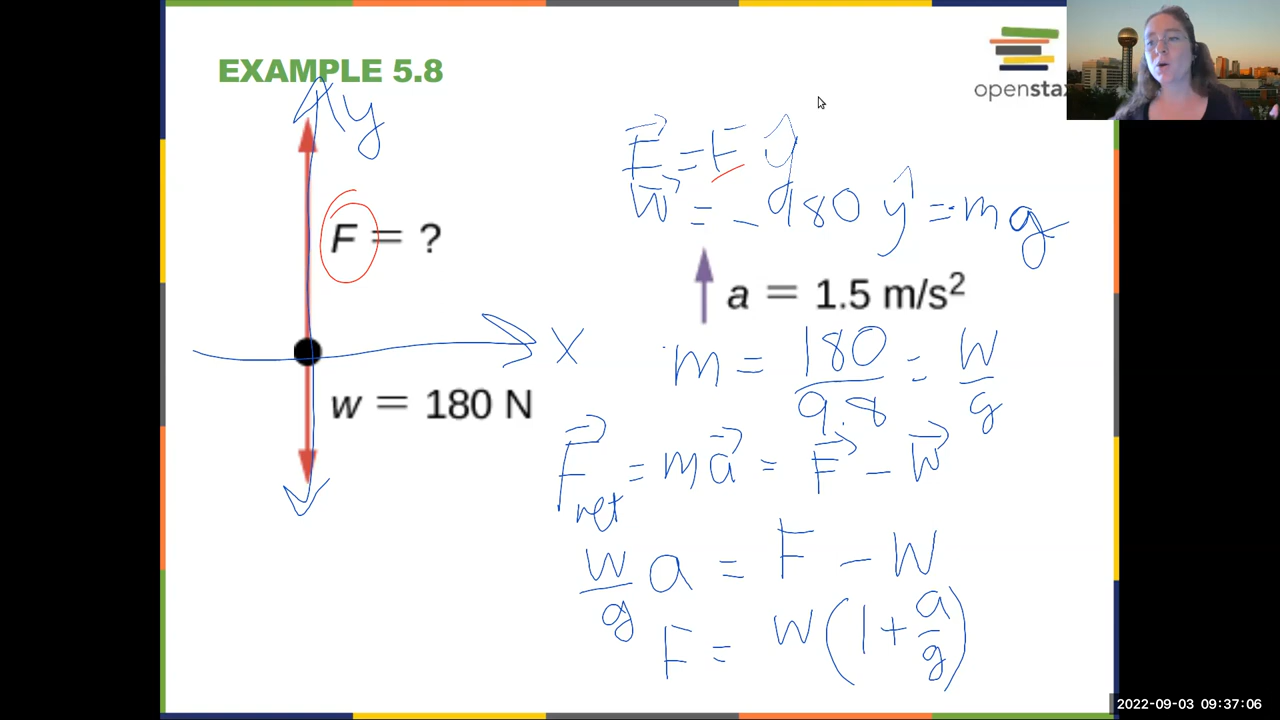 EXAMPLE 5.8
openstax
y
F⃗ = F ŷ
w⃗ = - 180 ŷ = mg
F = ?
a = 1.5 m/s²
x
m = 180/9.8 = w/g
w = 180 N
F⃗net = ma⃗ = F⃗ - w⃗
w/g a = F - w
F = w(1 + a/g)
2022-09-03 09:37:06